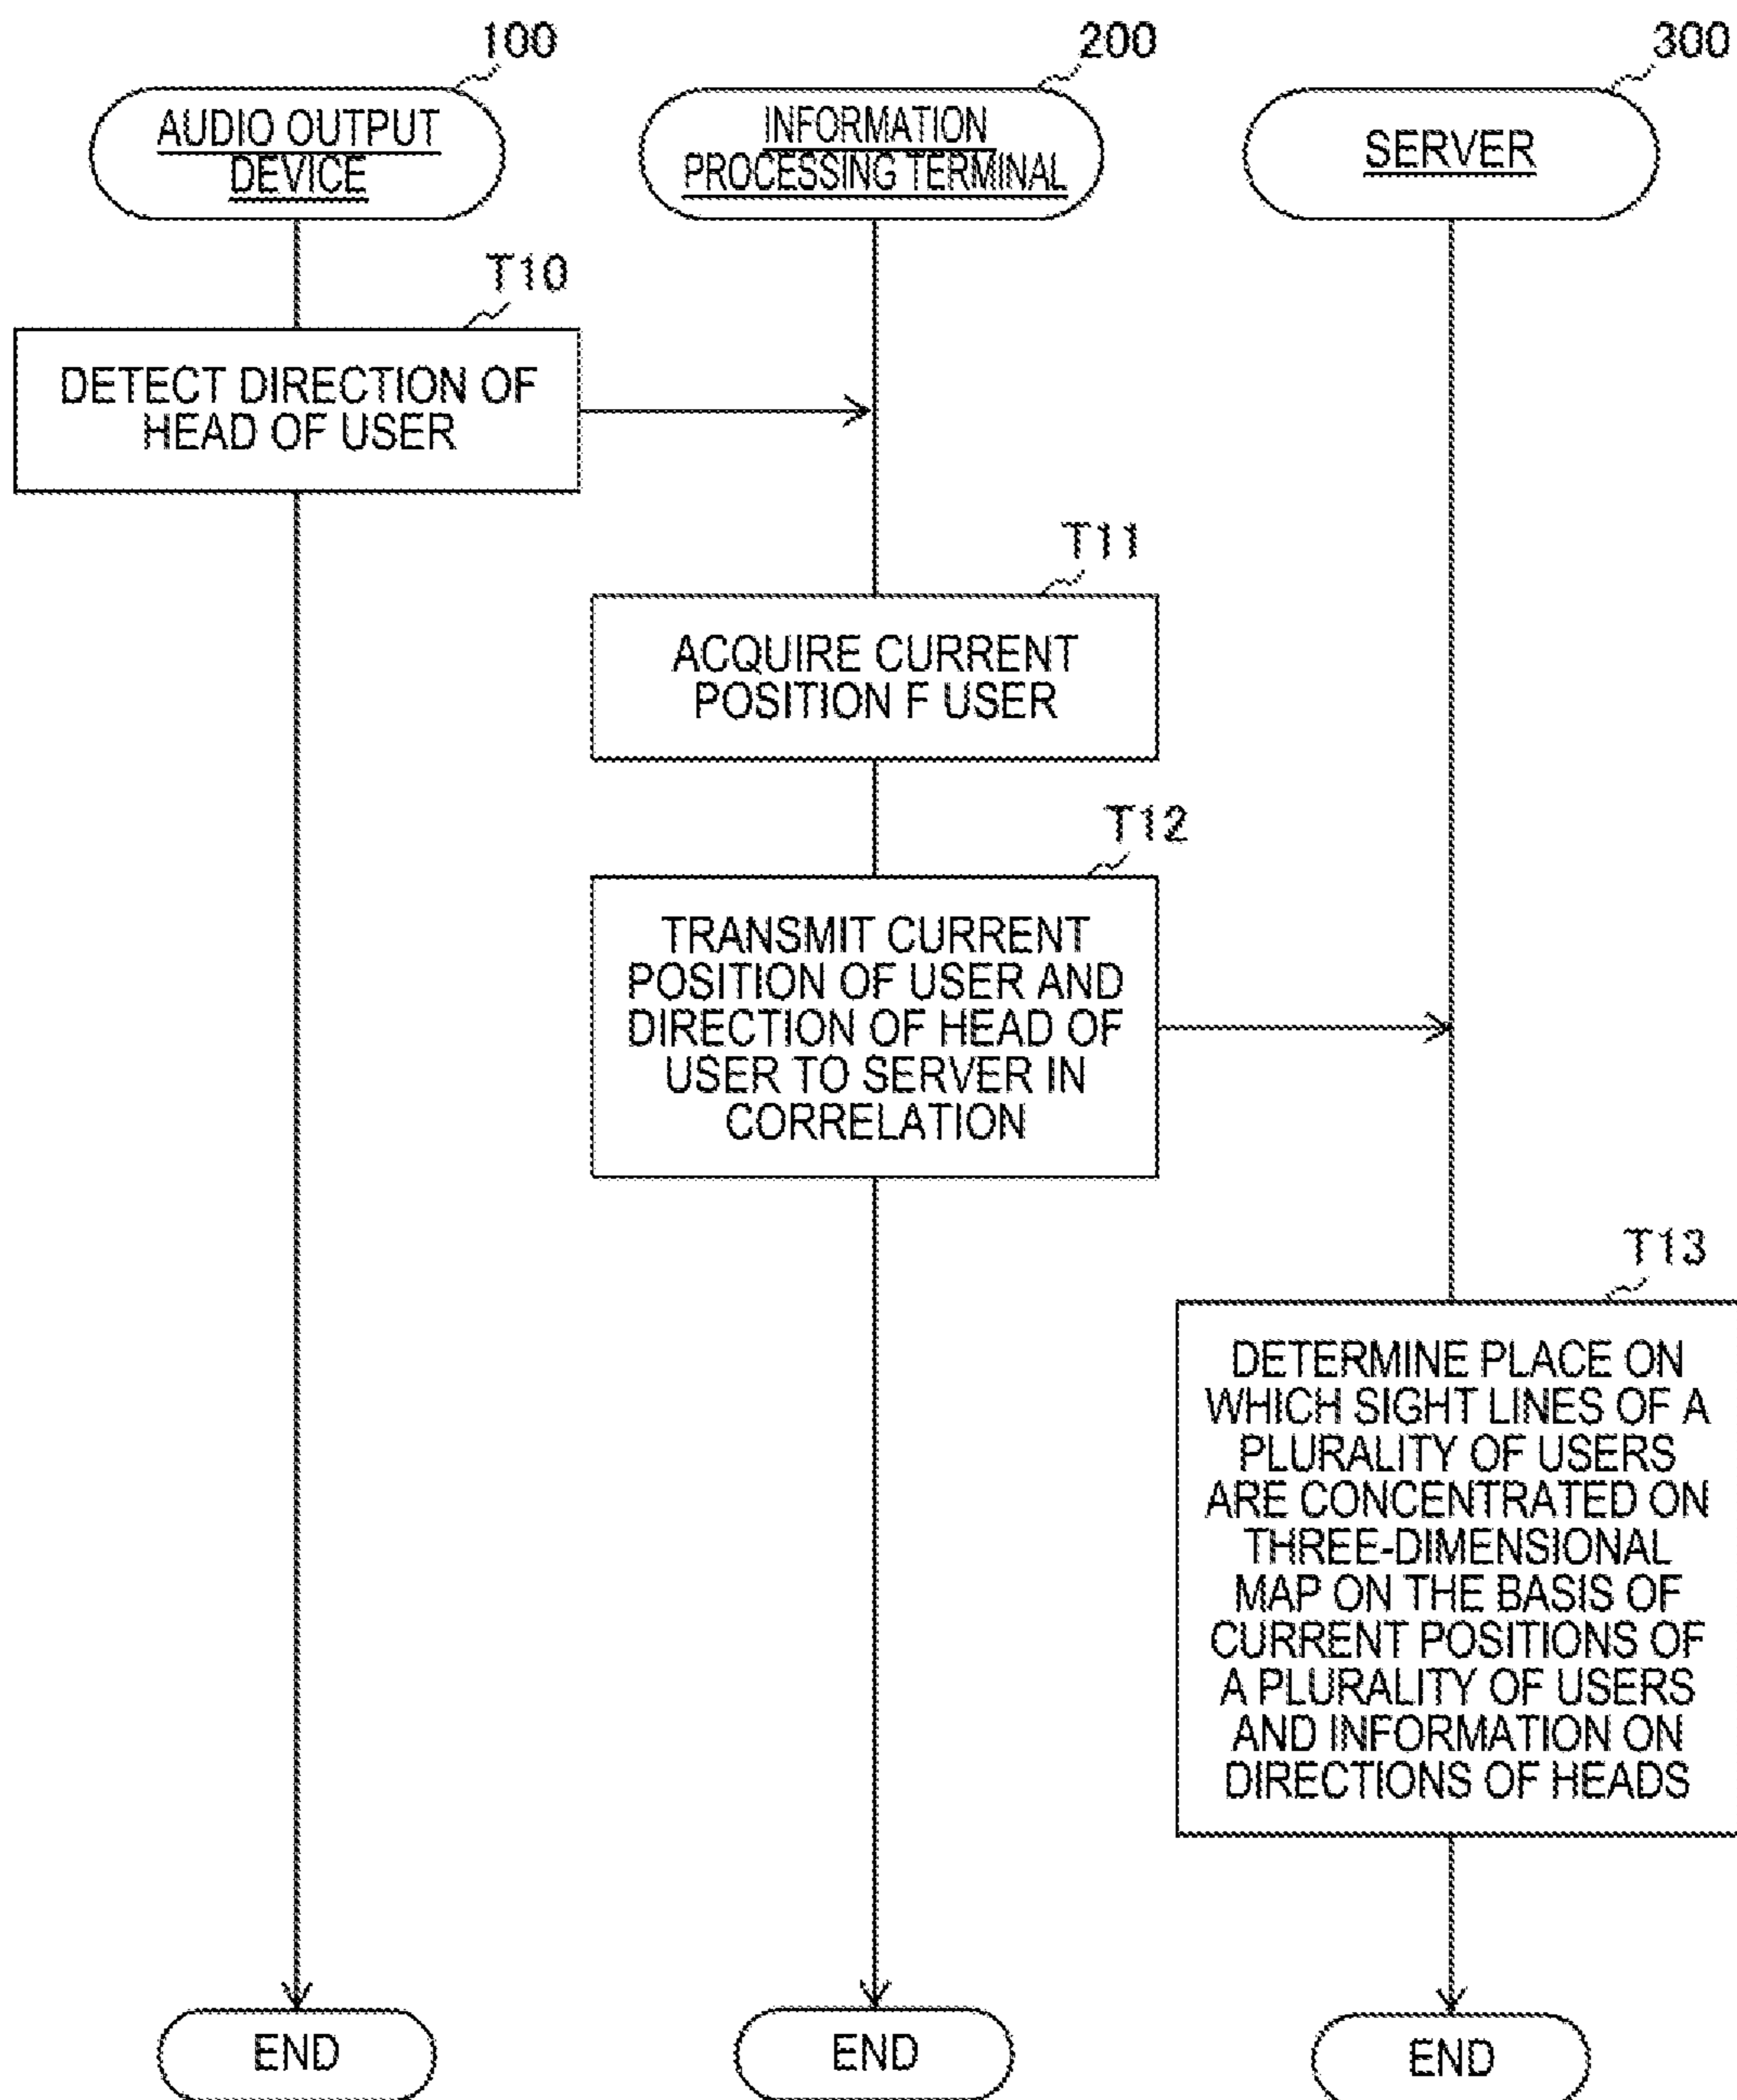 100
200
300
AUDIO OUTPUT
DEVICE
INFORMATION
PROCESSING TERMINAL
SERVER
T10
DETECT DIRECTION OF
HEAD OF USER
T11
ACQUIRE CURRENT
POSITION F USER
T12
TRANSMIT CURRENT
POSITION OF USER AND
DIRECTION OF HEAD OF
USER TO SERVER IN
CORRELATION
T13
DETERMINE PLACE ON
WHICH SIGHT LINES OF A
PLURALITY OF USERS
ARE CONCENTRATED ON
THREE-DIMENSIONAL
MAP ON THE BASIS OF
CURRENT POSITIONS OF
A PLURALITY OF USERS
AND INFORMATION ON
DIRECTIONS OF HEADS
END
END
END